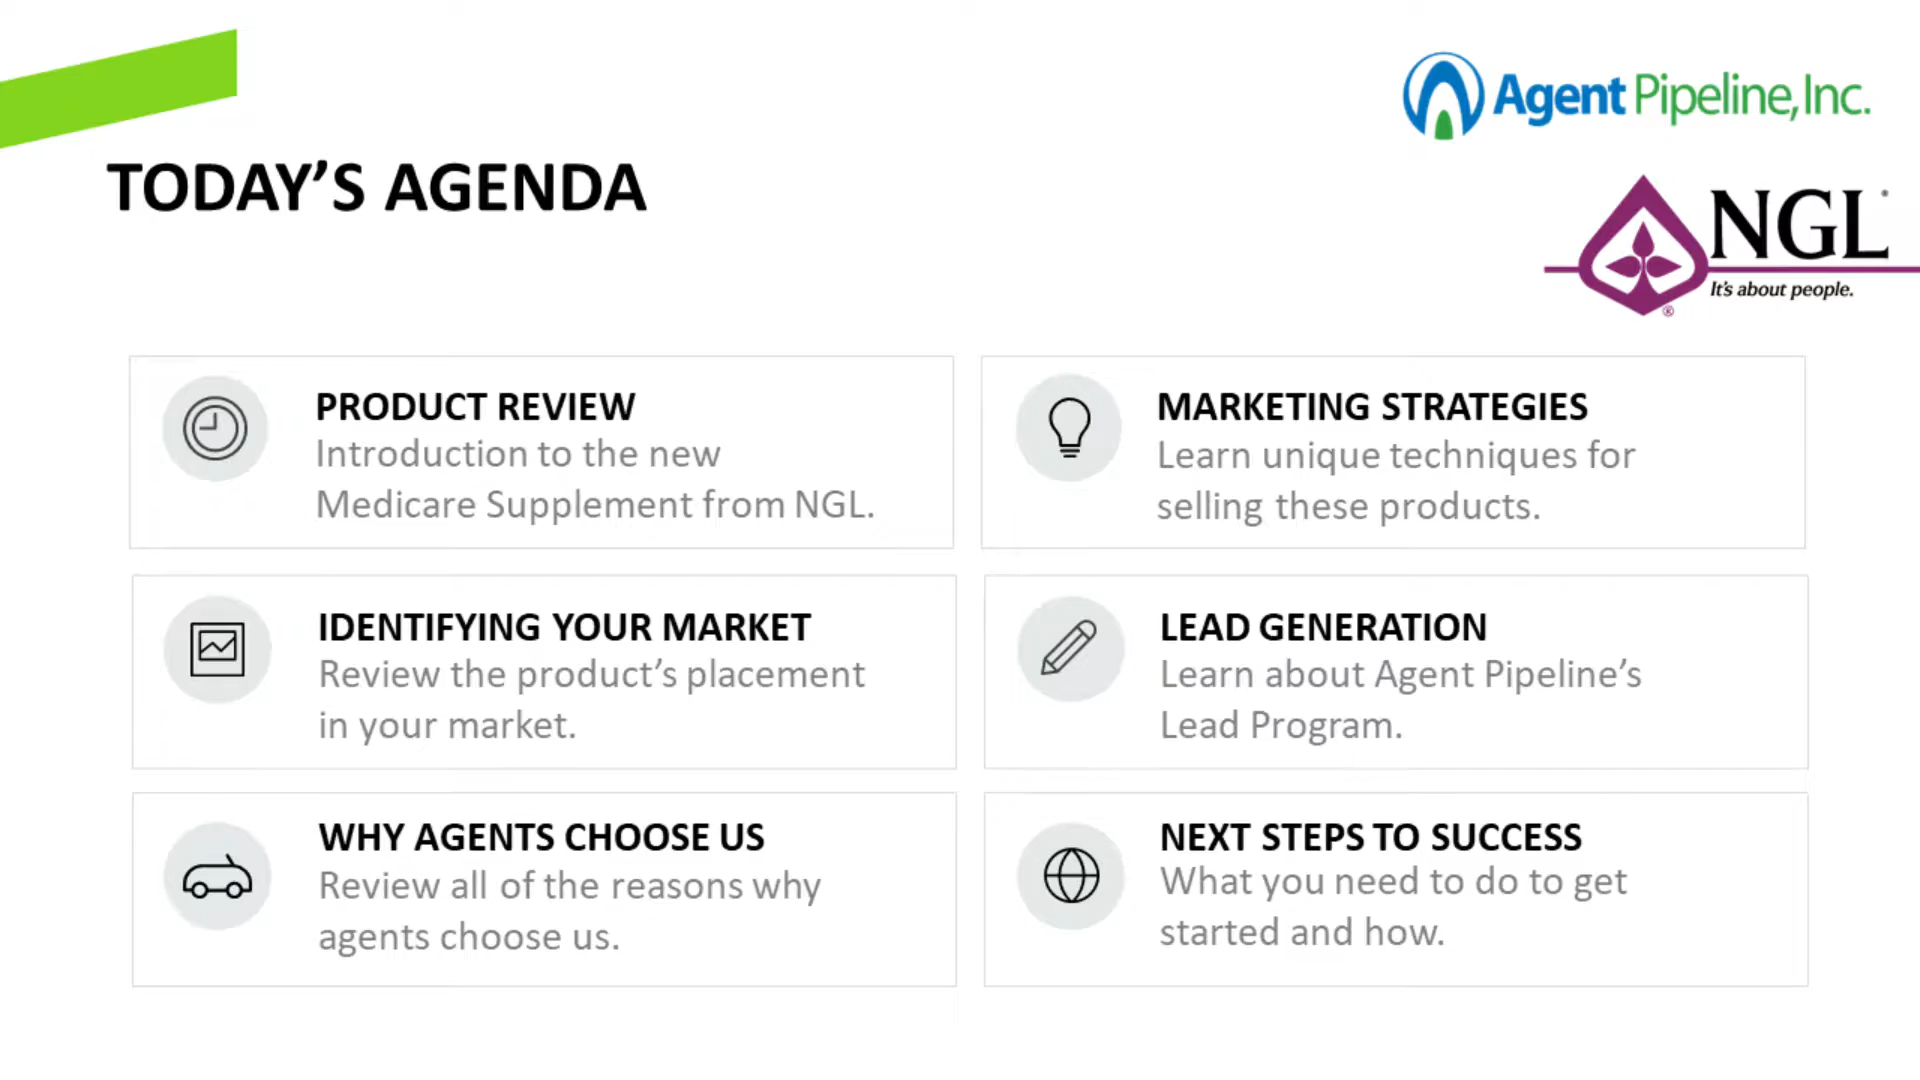 Agent Pipeline, Inc.
TODAY’S AGENDA
NGL
It's about people.
PRODUCT REVIEW
Introduction to the new
Medicare Supplement from NGL.
MARKETING STRATEGIES
Learn unique techniques for
selling these products.
IDENTIFYING YOUR MARKET
Review the product’s placement
in your market.
LEAD GENERATION
Learn about Agent Pipeline’s
Lead Program.
WHY AGENTS CHOOSE US
Review all of the reasons why
agents choose us.
NEXT STEPS TO SUCCESS
What you need to do to get
started and how.